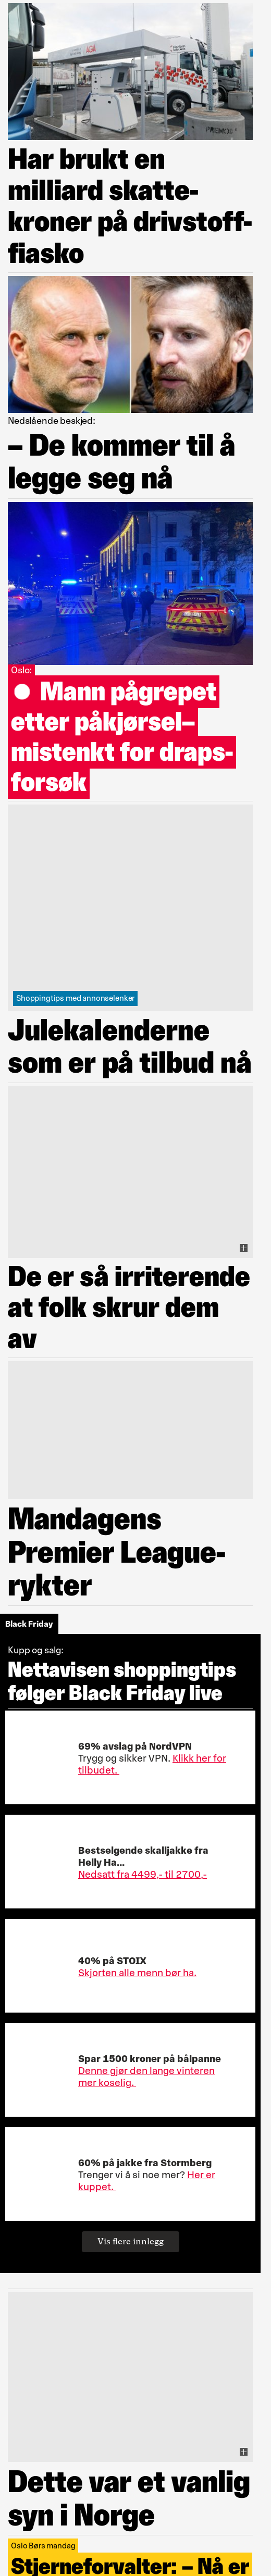 AGA
Har brukt en
milliard skatte-
kroner på drivstoff-
fiasko
Nedslående beskjed:
– De kommer til å
legge seg nå
Oslo:
Mann pågrepet
etter påkjørsel–
mistenkt for draps-
forsøk
Shoppingtips med annonselenker
Julekalenderne
som er på tilbud nå
De er så irriterende
at folk skrur dem
av
Mandagens
Premier League-
rykter
Black Friday
Kupp og salg:
Nettavisen shoppingtips
følger Black Friday live
69% avslag på NordVPN
Trygg og sikker VPN. Klikk her for
tilbudet.
Bestselgende skalljakke fra
Helly Ha...
Nedsatt fra 4499,- til 2700,-
40% på STOIX
Skjorten alle menn bør ha.
Spar 1500 kroner på bålpanne
Denne gjør den lange vinteren
mer koselig.
60% på jakke fra Stormberg
Trenger vi å si noe mer? Her er
kuppet.
Vis flere innlegg
Dette var et vanlig
syn i Norge
Oslo Børs mandag
Stjerneforvalter: – Nå er